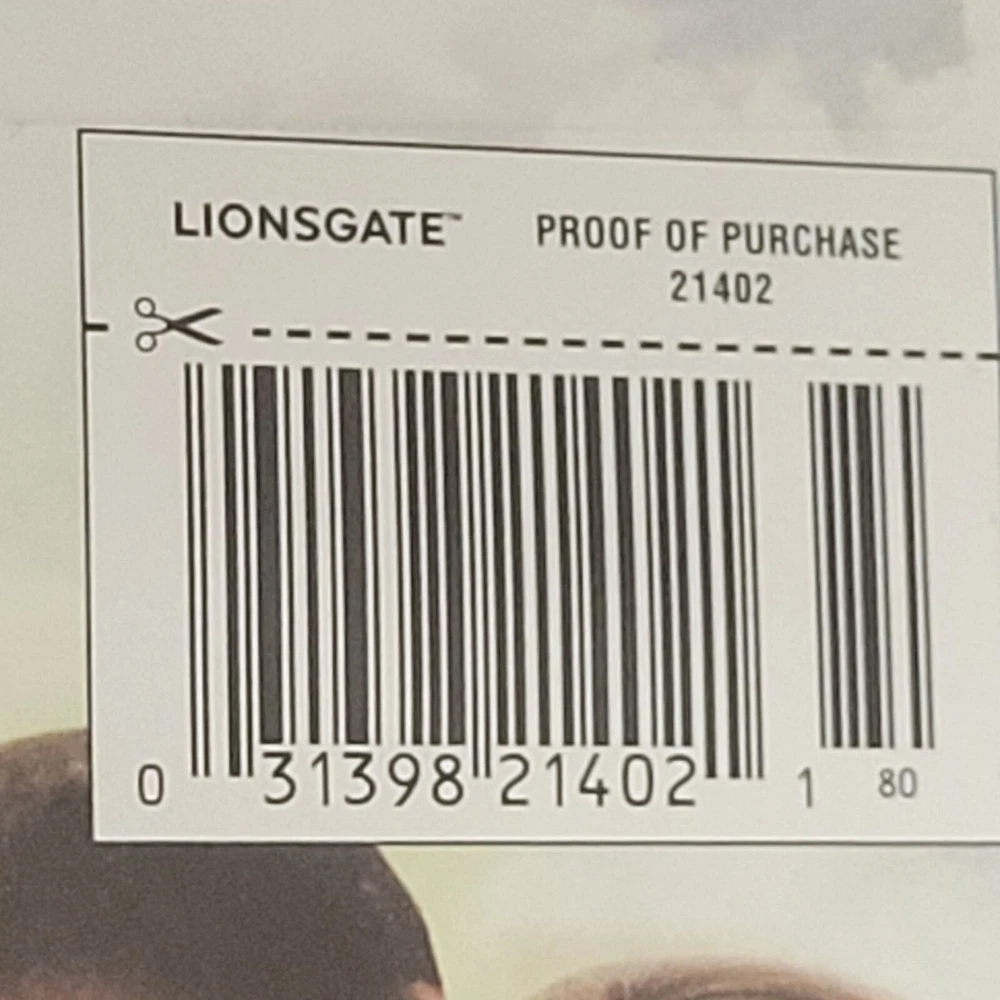 LIONSGATE™ PROOF OF PURCHASE
21402
0 31398 21402 1 80